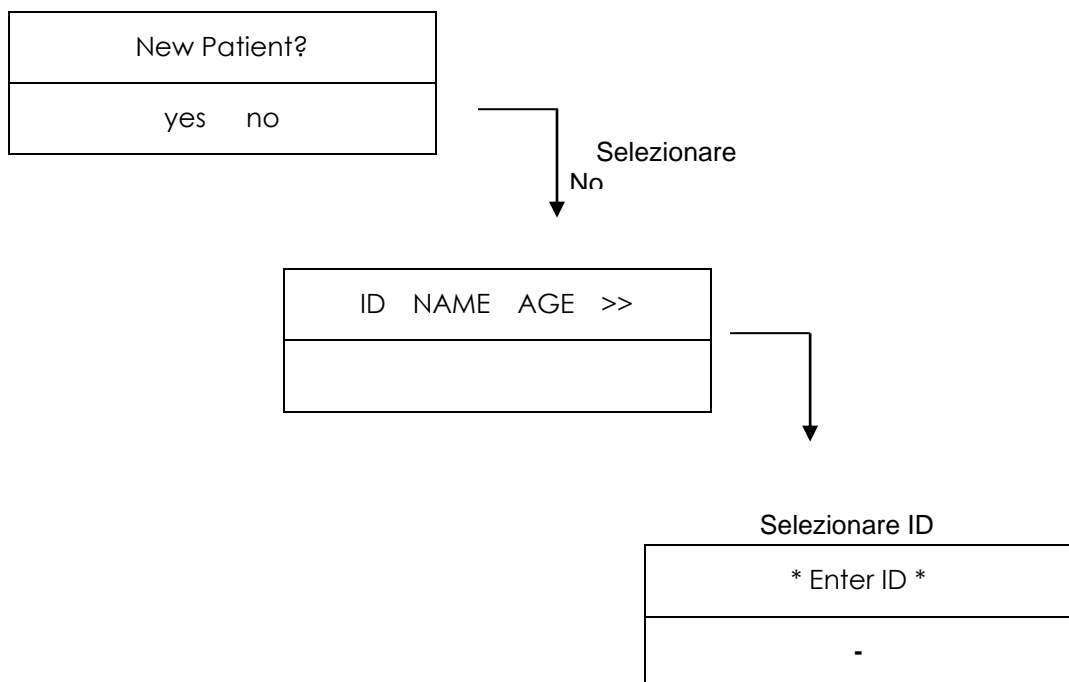 New Patient?
yes no
Selezionare
No
ID NAME AGE >>
Selezionare ID
* Enter ID *
-